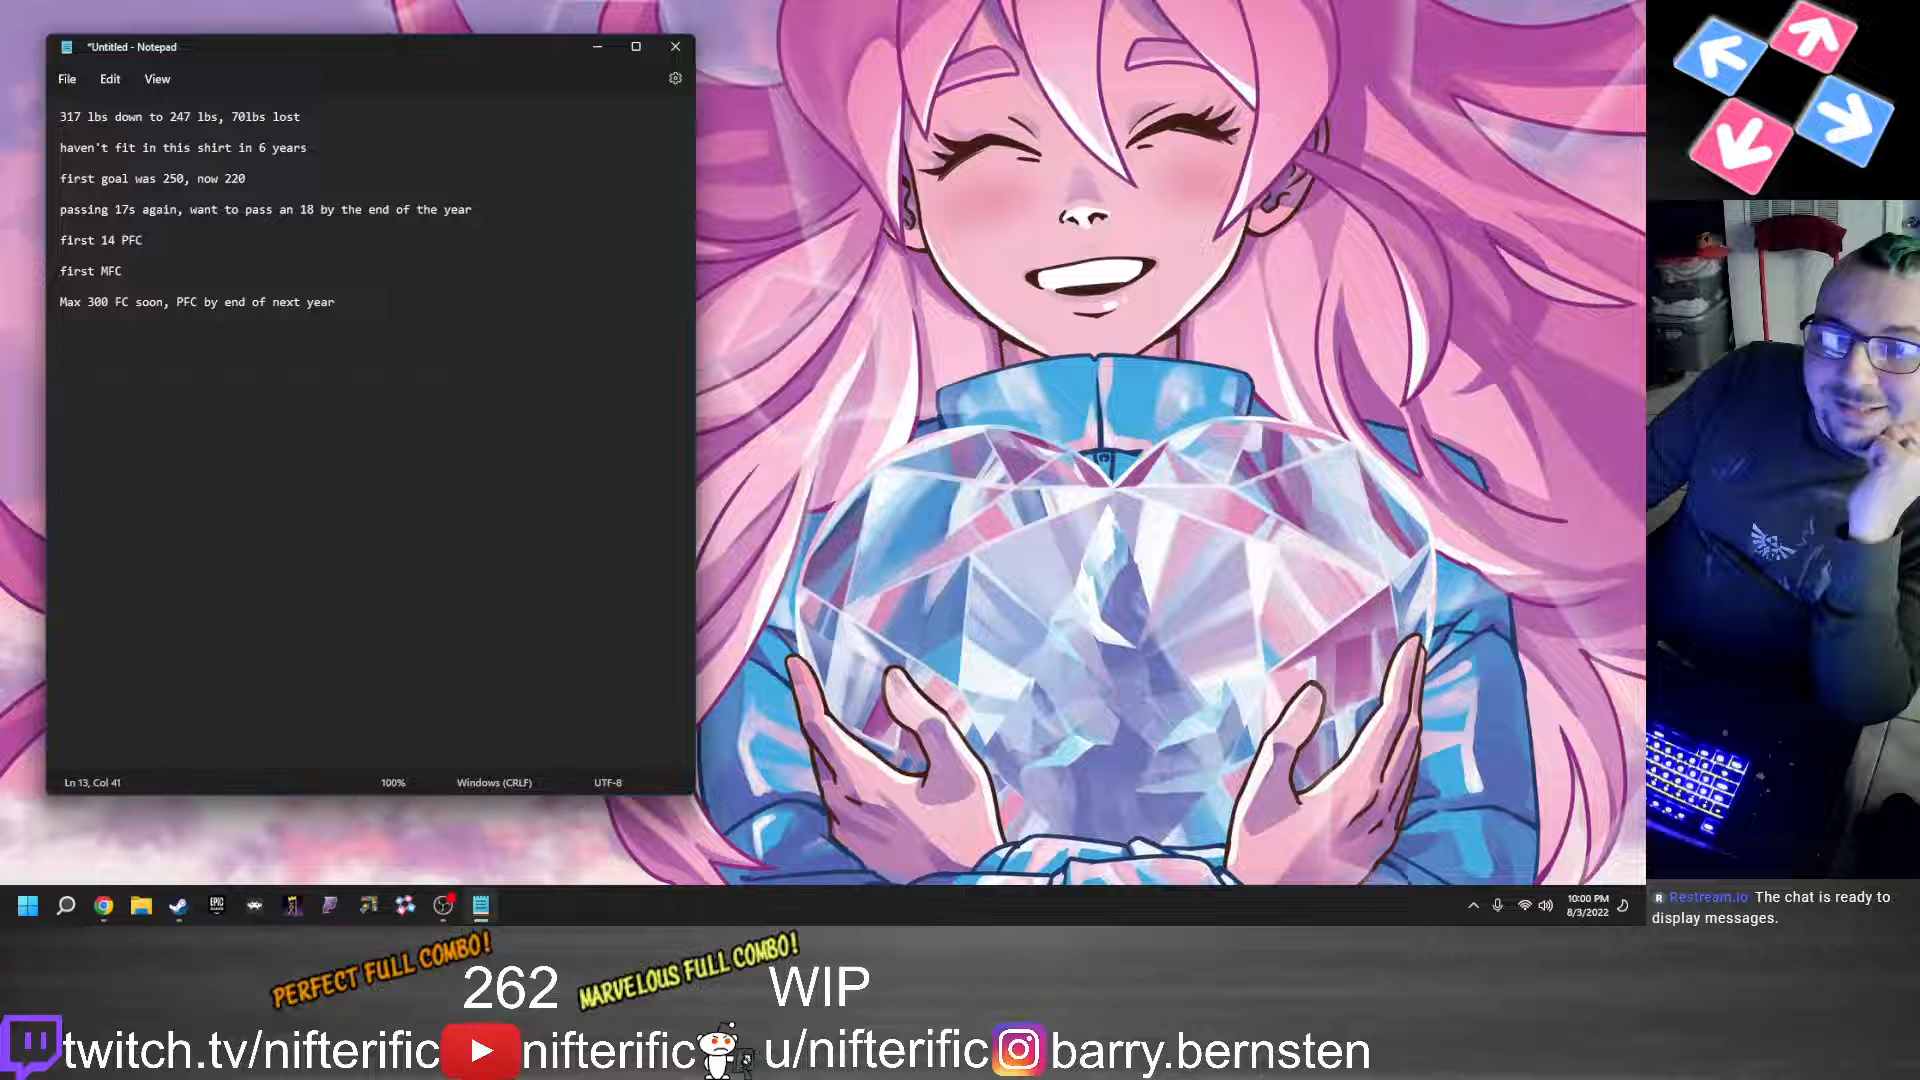 *Untitled - Notepad
File Edit View
317 lbs down to 247 lbs, 70lbs lost
haven't fit in this shirt in 6 years
first goal was 250, now 220
passing 17s again, want to pass an 18 by the end of the year
first 14 PFC
first MFC
Max 300 FC soon, PFC by end of next year
Ln 13, Col 41 100% Windows (CRLF) UTF-8
EPIC GAMES
10:00 PM
8/3/2022
Restream.io The chat is ready to
display messages.
PERFECT FULL COMBO! 262 MARVELOUS FULL COMBO! WIP
twitch.tv/nifterific nifterific u/nifterific barry.bernsten